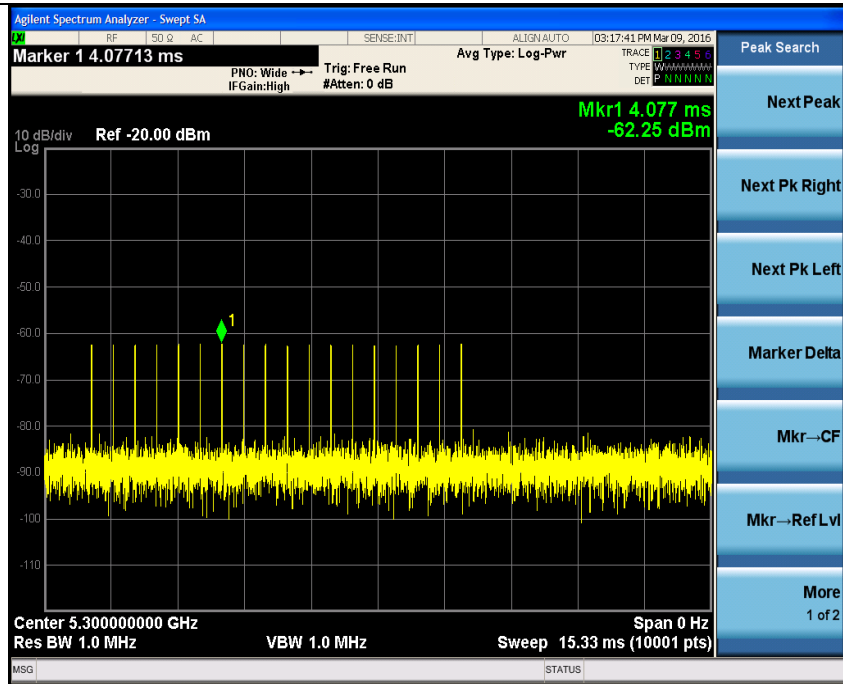 Agilent Spectrum Analyzer - Swept SA
LXI RF 50 Ω AC SENSE:INT ALIGN AUTO 03:17:41 PM Mar 09, 2016
Marker 1 4.07713 ms
PNO: Wide
IFGain:High
Trig: Free Run
#Atten: 0 dB
Avg Type: Log-Pwr
TRACE 1 2 3 4 5 6
TYPE W
DET P N N N N N
Peak Search
Next Peak
Next Pk Right
Next Pk Left
Marker Delta
Mkr→CF
Mkr→Ref Lvl
More
1 of 2
Mkr1 4.077 ms
-62.25 dBm
10 dB/div Ref -20.00 dBm
Log
-30.0
-40.0
-50.0
-60.0
-70.0
-80.0
-90.0
-100
-110
1
Center 5.300000000 GHz
Span 0 Hz
Res BW 1.0 MHz
VBW 1.0 MHz
Sweep 15.33 ms (10001 pts)
MSG
STATUS